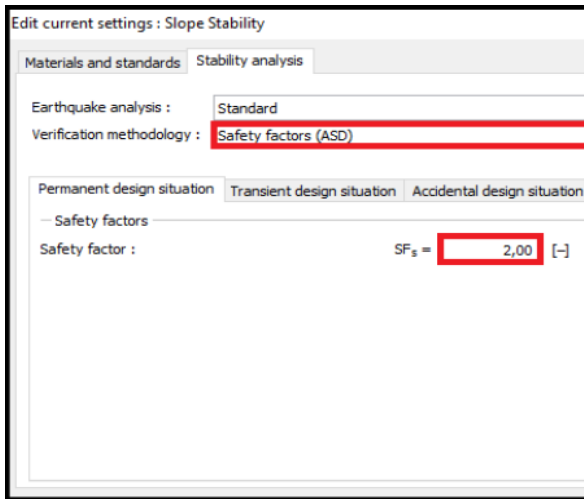 Edit current settings : Slope Stability
Materials and standards Stability analysis
Earthquake analysis : Standard
Verification methodology : Safety factors (ASD)
Permanent design situation Transient design situation Accidental design situation
Safety factors
Safety factor : SFs = 2,00 [–]